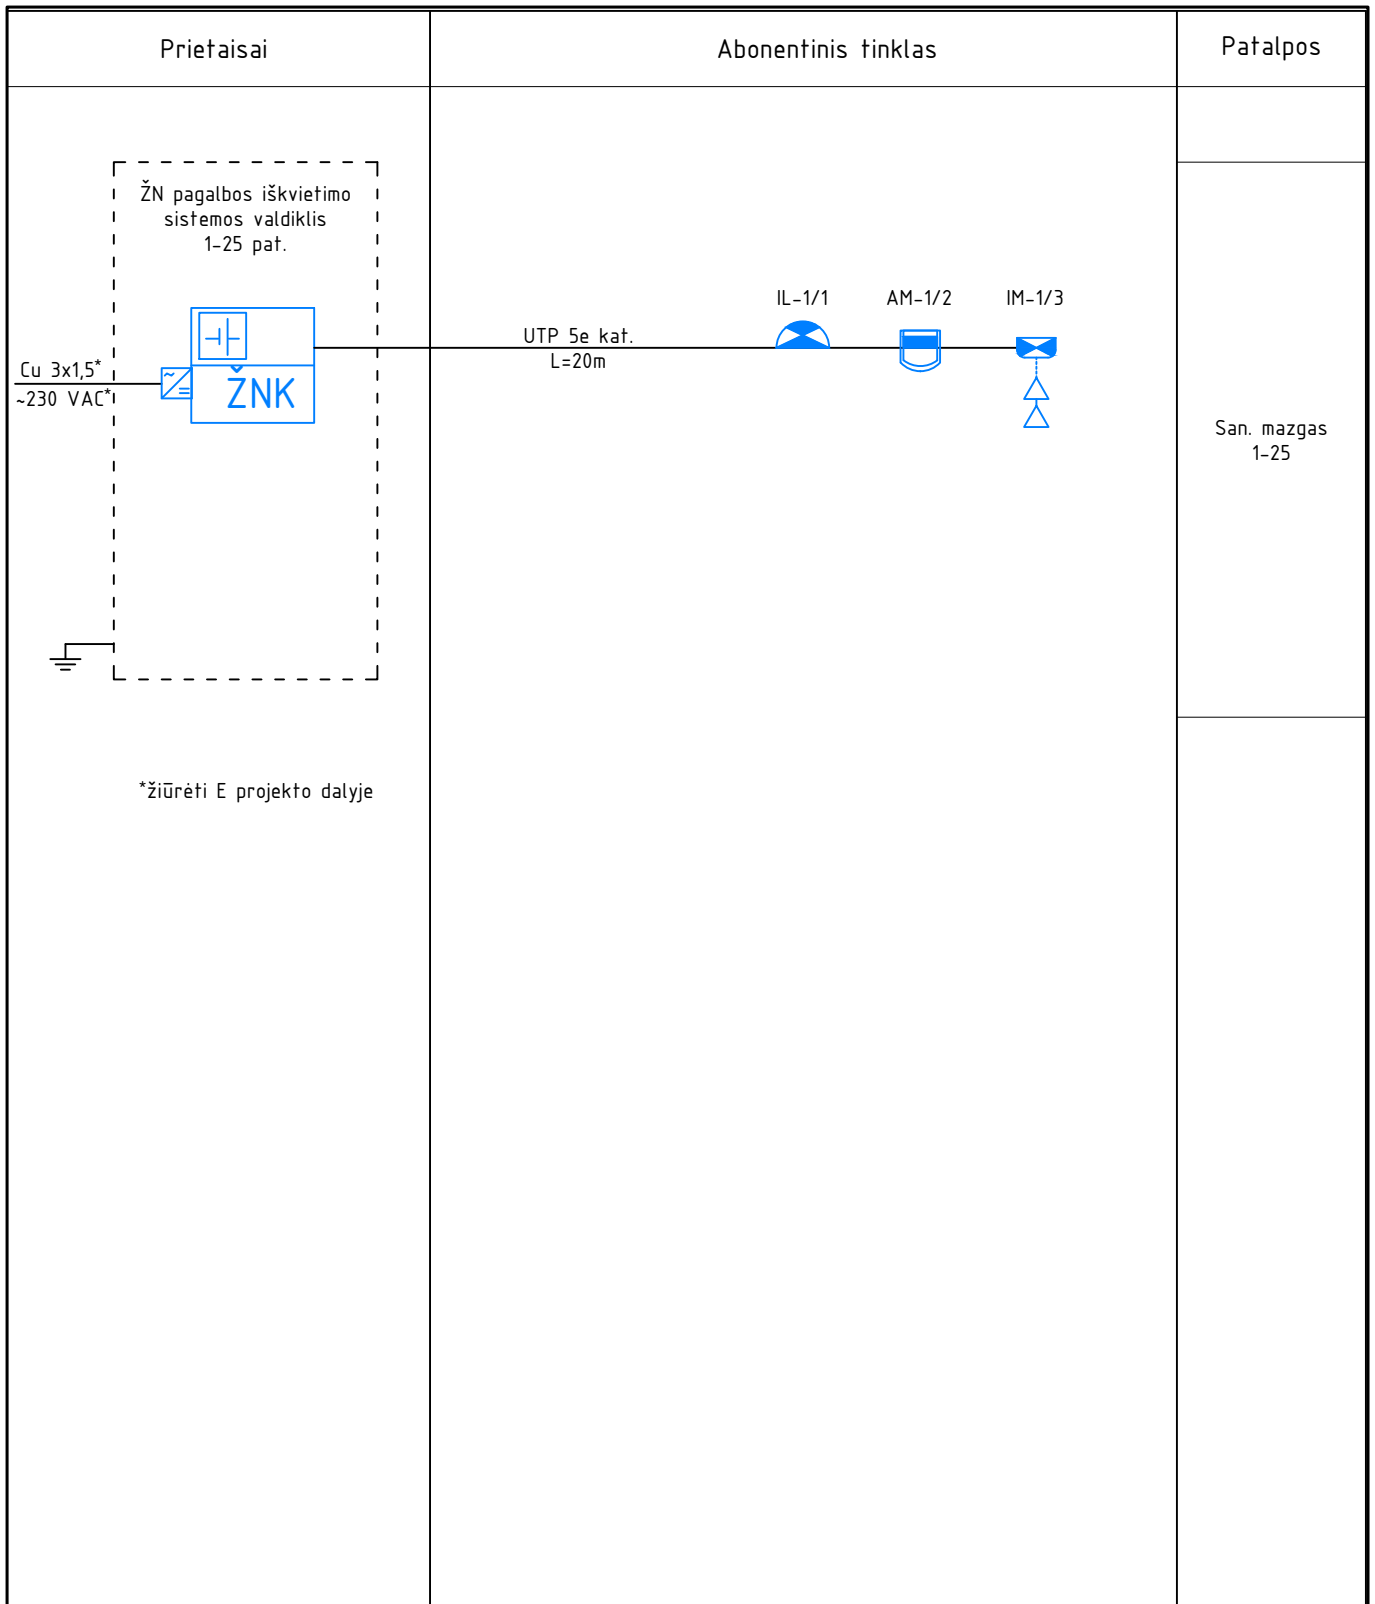 Prietaisai
Abonentinis tinklas
Patalpos
ŽN pagalbos iškvietimo
sistemos valdiklis
1-25 pat.
IL-1/1
AM-1/2
IM-1/3
UTP 5e kat.
L=20m
Cu 3x1,5*
~230 VAC*
ŽNK
San. mazgas
1-25
*žiūrėti E projekto dalyje